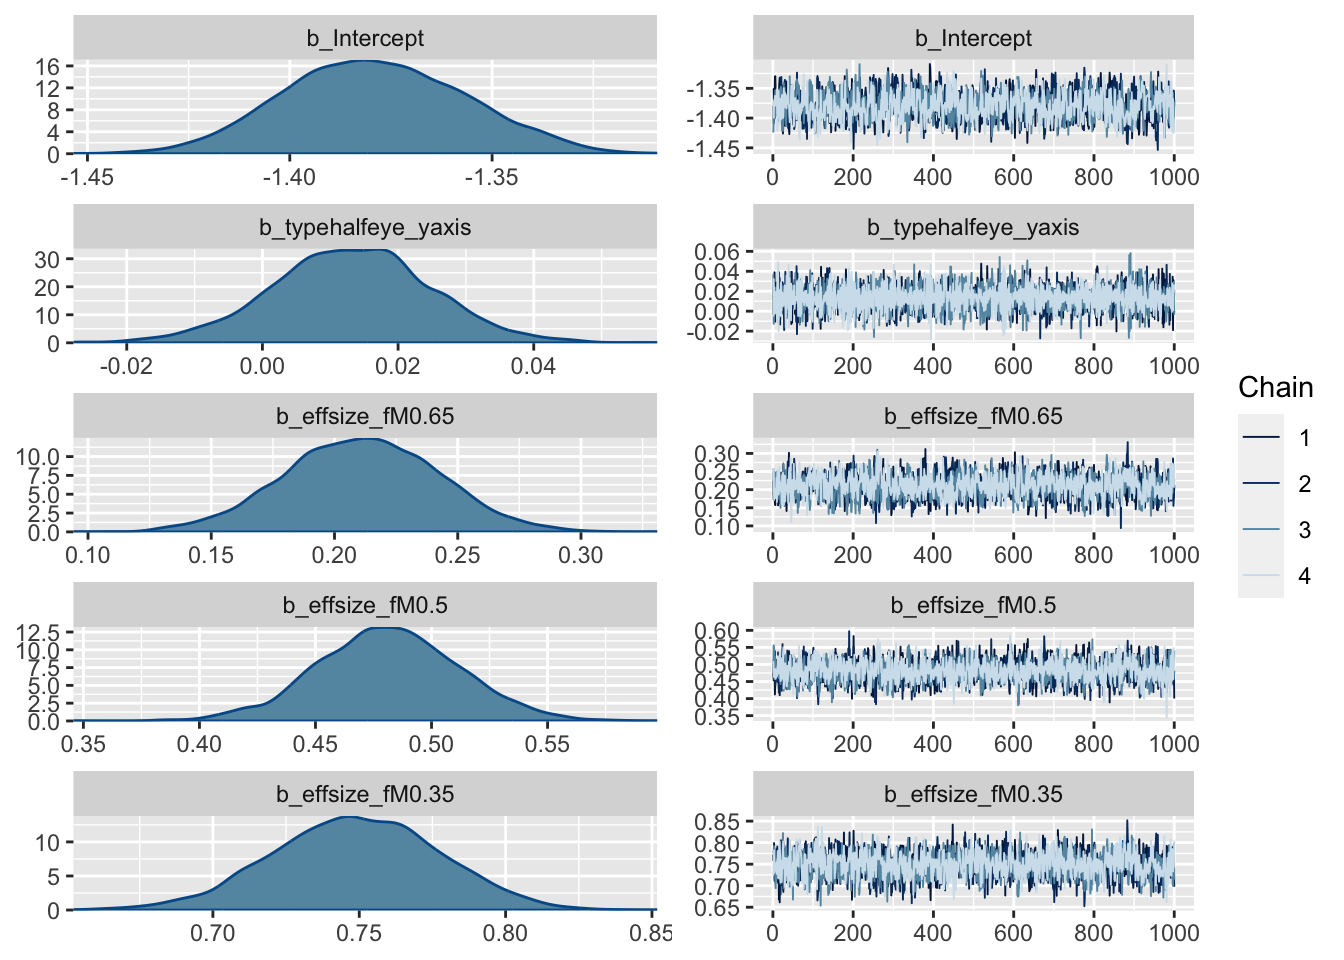 b_Intercept
16
12
8
4
0
-1.45 -1.40 -1.35
b_Intercept
-1.35
-1.40
-1.45
0 200 400 600 800 1000
b_typehalfeye_yaxis
30
20
10
0
-0.02 0.00 0.02 0.04
b_typehalfeye_yaxis
0.06
0.04
0.02
0.00
-0.02
0 200 400 600 800 1000
b_effsize_fM0.65
10.0
7.5
5.0
2.5
0.0
0.10 0.15 0.20 0.25 0.30
b_effsize_fM0.65
0.30
0.25
0.20
0.15
0.10
0 200 400 600 800 1000
b_effsize_fM0.5
12.5
10.0
7.5
5.0
2.5
0.0
0.35 0.40 0.45 0.50 0.55
b_effsize_fM0.5
0.60
0.55
0.50
0.45
0.40
0.35
0 200 400 600 800 1000
b_effsize_fM0.35
10
5
0
0.70 0.75 0.80 0.85
b_effsize_fM0.35
0.85
0.80
0.75
0.70
0.65
0 200 400 600 800 1000
Chain
1
2
3
4